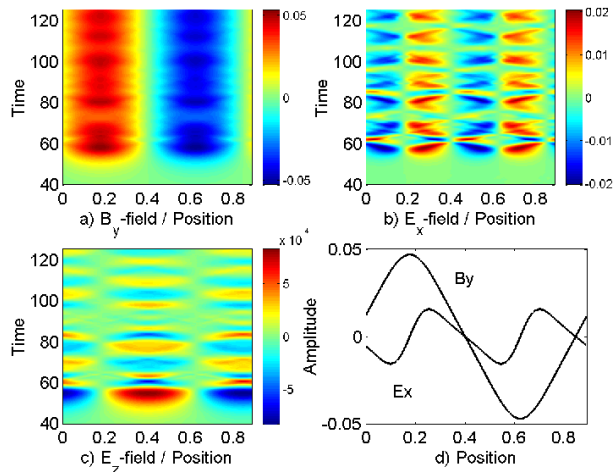 0.05
0
-0.05
120
100
80
60
40
Time
0 0.2 0.4 0.6 0.8
a) B_y-field / Position
0.02
0.01
0
-0.01
-0.02
120
100
80
60
40
Time
0 0.2 0.4 0.6 0.8
b) E_x-field / Position
x 10^4
5
0
-5
120
100
80
60
40
Time
0 0.2 0.4 0.6 0.8
c) E_z-field / Position
0.05
0
-0.05
Amplitude
By
Ex
0 0.2 0.4 0.6 0.8
d) Position